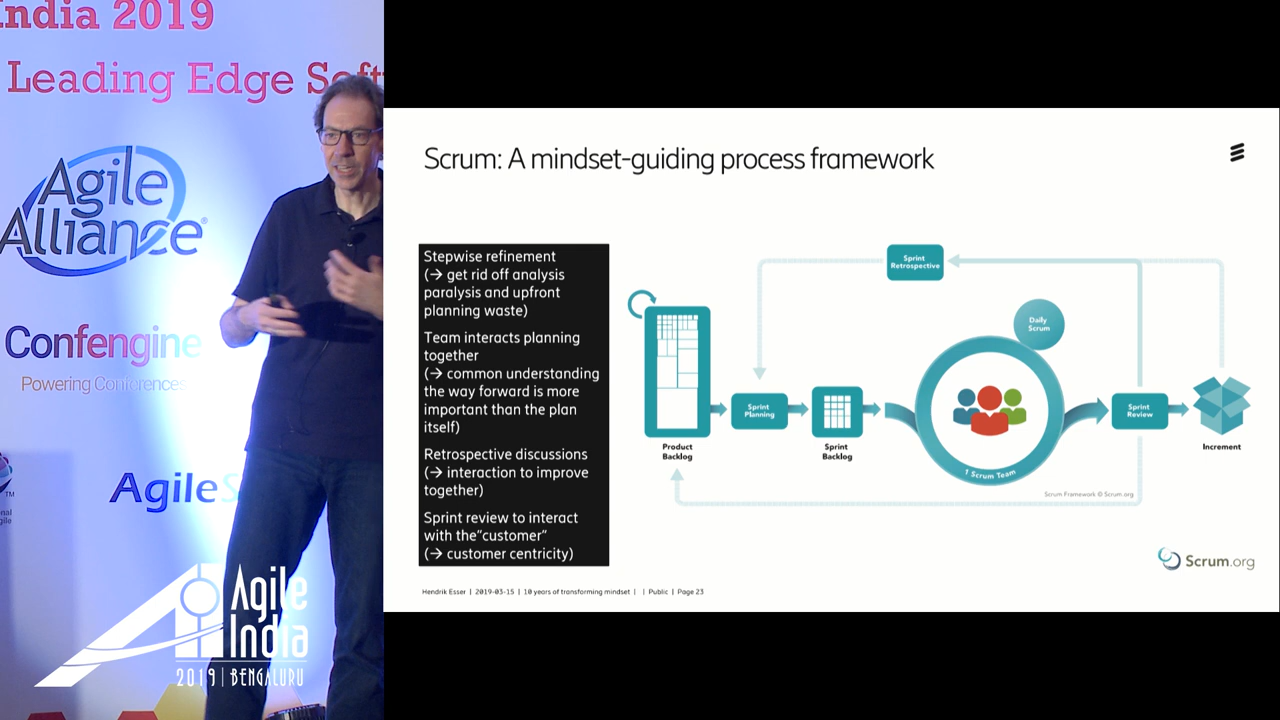 India 2019
Leading Edge Soft
Agile
Alliance®
Confengine
Powering Conferences
TM
Agile
Agile
India
2019 | BENGALURU
Scrum: A mindset-guiding process framework
Stepwise refinement
(→ get rid off analysis
paralysis and upfront
planning waste)
Team interacts planning
together
(→ common understanding
the way forward is more
important than the plan
itself)
Retrospective discussions
(→ interaction to improve
together)
Sprint review to interact
with the"customer"
(→ customer centricity)
Sprint
Retrospective
Daily
Scrum
Sprint
Planning
Sprint
Review
Product
Backlog
Sprint
Backlog
1 Scrum Team
Increment
Scrum Framework © Scrum.org
Scrum.org
Hendrik Esser | 2019-03-15 | 10 years of transforming mindset | | Public | Page 23